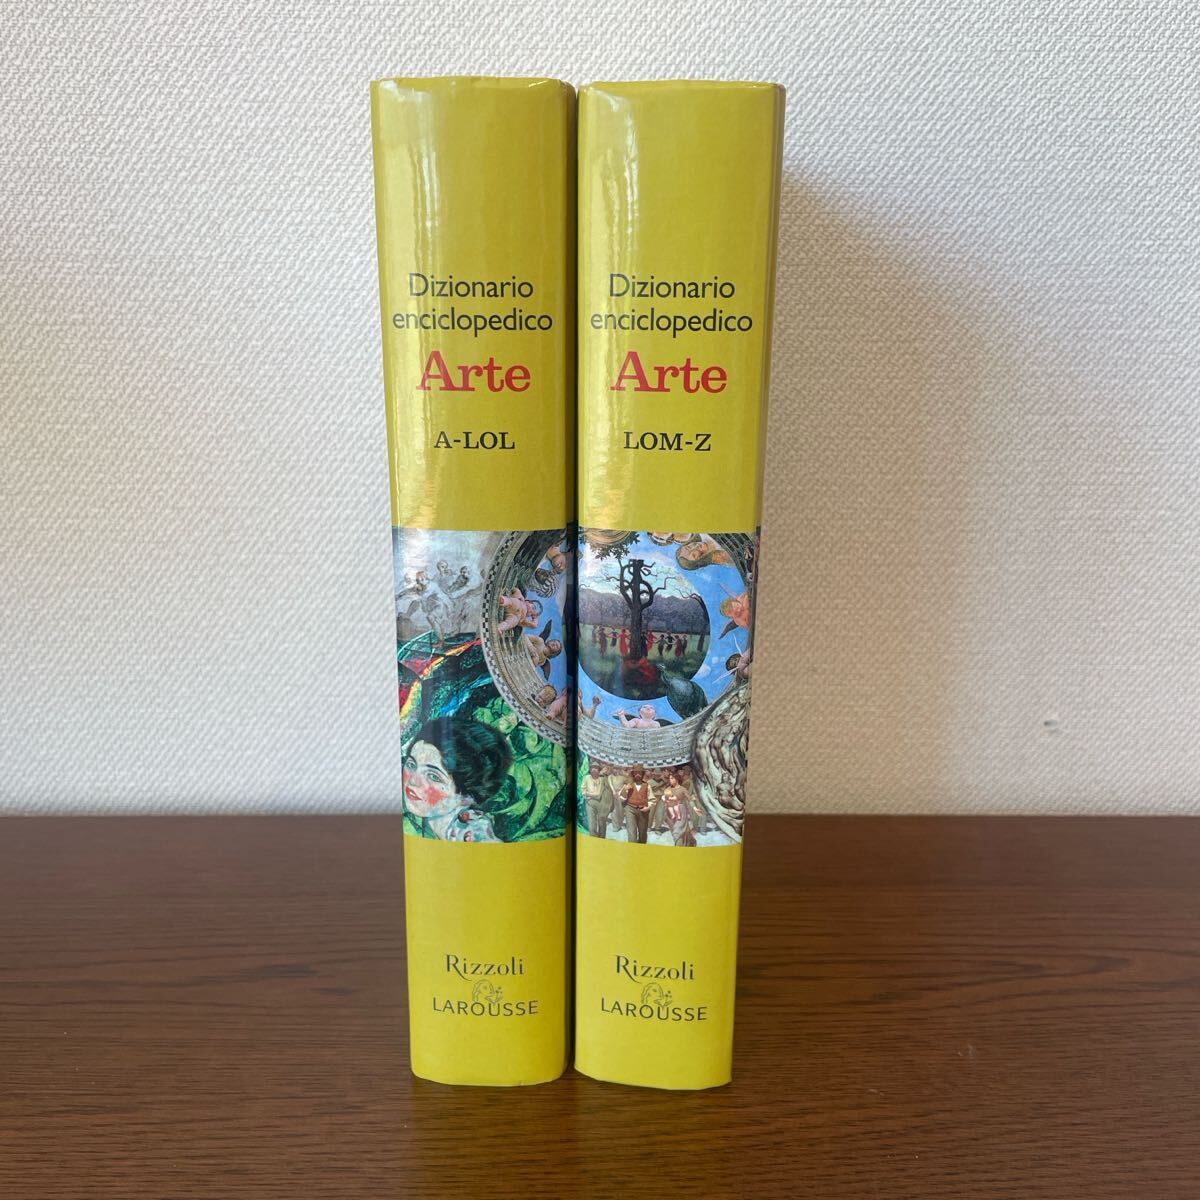 Dizionario
enciclopedico
Arte
A-LOL
Rizzoli
LAROUSSE
Dizionario
enciclopedico
Arte
LOM-Z
Rizzoli
LAROUSSE